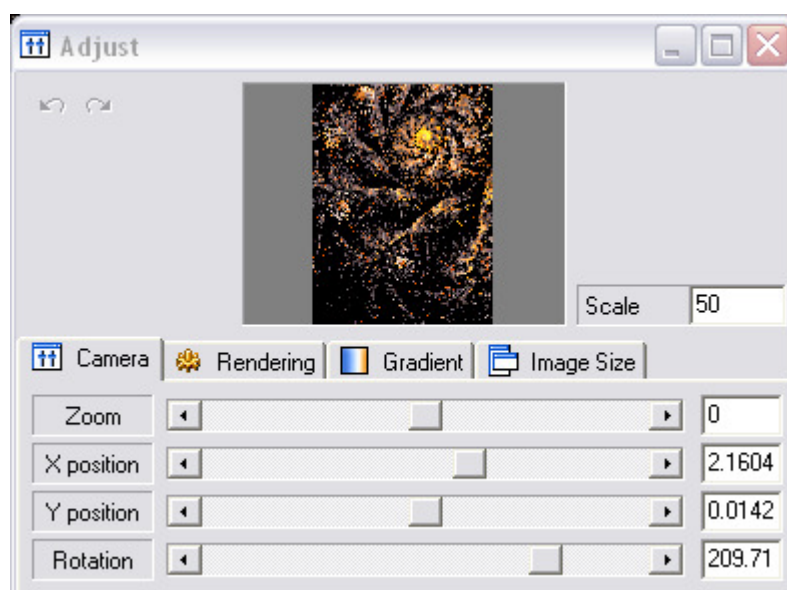 Adjust
Scale 50
Camera Rendering Gradient Image Size
Zoom 0
X position 2.1604
Y position 0.0142
Rotation 209.71